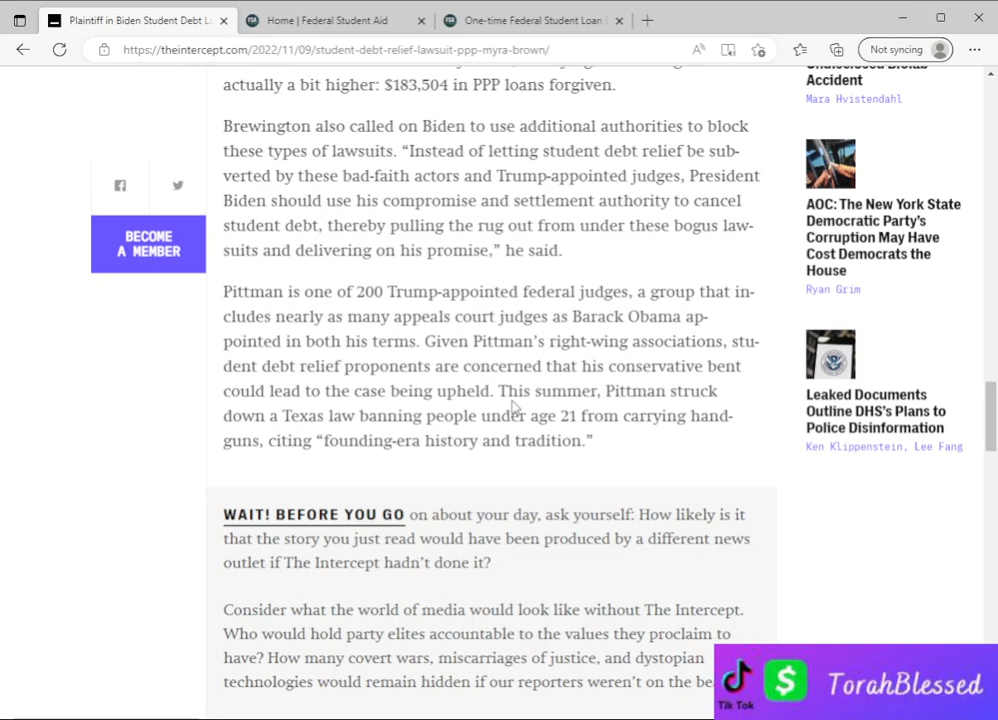 Plaintiff in Biden Student Debt L
Home | Federal Student Aid
One-time Federal Student Loan
https://theintercept.com/2022/11/09/student-debt-relief-lawsuit-ppp-myra-brown/
Not syncing
actually a bit higher: $183,504 in PPP loans forgiven.
Brewington also called on Biden to use additional authorities to block
these types of lawsuits. “Instead of letting student debt relief be sub-
verted by these bad-faith actors and Trump-appointed judges, President
Biden should use his compromise and settlement authority to cancel
student debt, thereby pulling the rug out from under these bogus law-
suits and delivering on his promise,” he said.
Pittman is one of 200 Trump-appointed federal judges, a group that in-
cludes nearly as many appeals court judges as Barack Obama ap-
pointed in both his terms. Given Pittman’s right-wing associations, stu-
dent debt relief proponents are concerned that his conservative bent
could lead to the case being upheld. This summer, Pittman struck
down a Texas law banning people under age 21 from carrying hand-
guns, citing “founding-era history and tradition.”
WAIT! BEFORE YOU GO on about your day, ask yourself: How likely is it
that the story you just read would have been produced by a different news
outlet if The Intercept hadn’t done it?
Consider what the world of media would look like without The Intercept.
Who would hold party elites accountable to the values they proclaim to
have? How many covert wars, miscarriages of justice, and dystopian
technologies would remain hidden if our reporters weren’t on the
BECOME
A MEMBER
Accident
Mara Hvistendahl
AOC: The New York State
Democratic Party’s
Corruption May Have
Cost Democrats the
House
Ryan Grim
Leaked Documents
Outline DHS’s Plans to
Police Disinformation
Ken Klippenstein, Lee Fang
Tik Tok
$
TorahBlessed